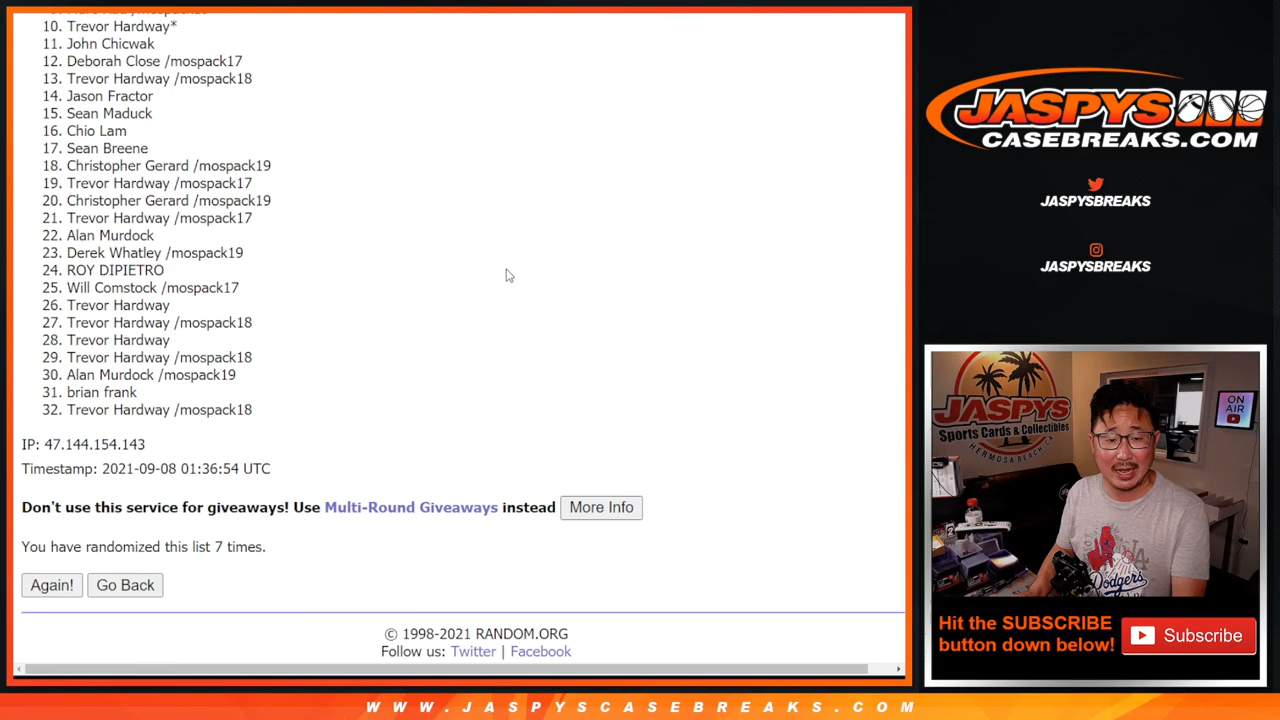 10. Trevor Hardway*
11. John Chicwak
12. Deborah Close /mospack17
13. Trevor Hardway /mospack18
14. Jason Fractor
15. Sean Maduck
16. Chio Lam
17. Sean Breene
18. Christopher Gerard /mospack19
19. Trevor Hardway /mospack17
20. Christopher Gerard /mospack19
21. Trevor Hardway /mospack17
22. Alan Murdock
23. Derek Whatley /mospack19
24. ROY DIPIETRO
25. Will Comstock /mospack17
26. Trevor Hardway
27. Trevor Hardway /mospack18
28. Trevor Hardway
29. Trevor Hardway /mospack18
30. Alan Murdock /mospack19
31. brian frank
32. Trevor Hardway /mospack18
IP: 47.144.154.143
Timestamp: 2021-09-08 01:36:54 UTC
Don't use this service for giveaways! Use Multi-Round Giveaways instead More Info
You have randomized this list 7 times.
Again! Go Back
© 1998-2021 RANDOM.ORG
Follow us: Twitter | Facebook
JASPYS
CASEBREAKS.COM
JASPYSBREAKS
JASPYSBREAKS
JASPYS
Sports Cards & Collectibles
HERMOSA BEACH, CA
ON
AIR
Dodgers
Hit the SUBSCRIBE
button down below!
Subscribe
WWW.JASPYSCASEBREAKS.COM